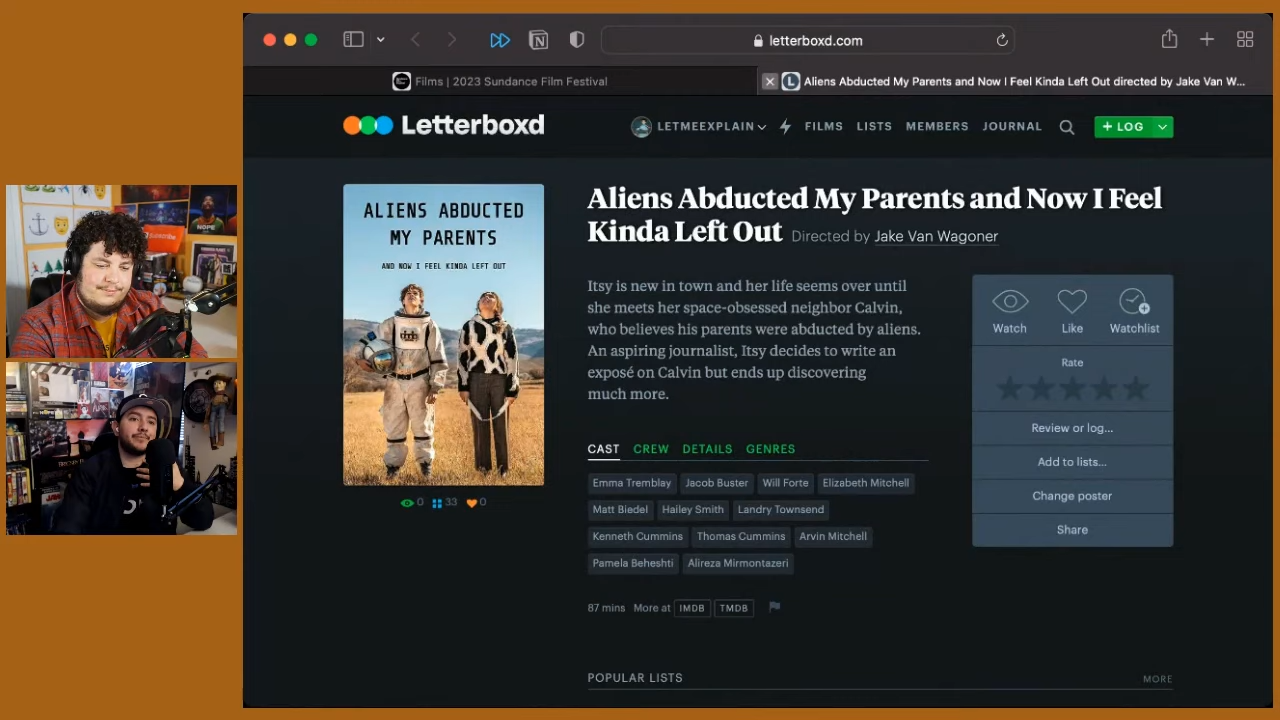 letterboxd.com
Films | 2023 Sundance Film Festival
Aliens Abducted My Parents and Now I Feel Kinda Left Out directed by Jake Van W...
Letterboxd
LETMEEXPLAIN
FILMS
LISTS
MEMBERS
JOURNAL
+ LOG
ALIENS ABDUCTED
MY PARENTS
AND NOW I FEEL KINDA LEFT OUT
0
33
0
Aliens Abducted My Parents and Now I Feel
Kinda Left Out Directed by Jake Van Wagoner
Itsy is new in town and her life seems over until
she meets her space-obsessed neighbor Calvin,
who believes his parents were abducted by aliens.
An aspiring journalist, Itsy decides to write an
exposé on Calvin but ends up discovering
much more.
Watch Like Watchlist
Rate
Review or log...
Add to lists...
Change poster
Share
CAST CREW DETAILS GENRES
Emma Tremblay Jacob Buster Will Forte Elizabeth Mitchell
Matt Biedel Hailey Smith Landry Townsend
Kenneth Cummins Thomas Cummins Arvin Mitchell
Pamela Beheshti Alireza Mirmontazeri
87 mins More at IMDB TMDB
POPULAR LISTS
MORE
NOPE